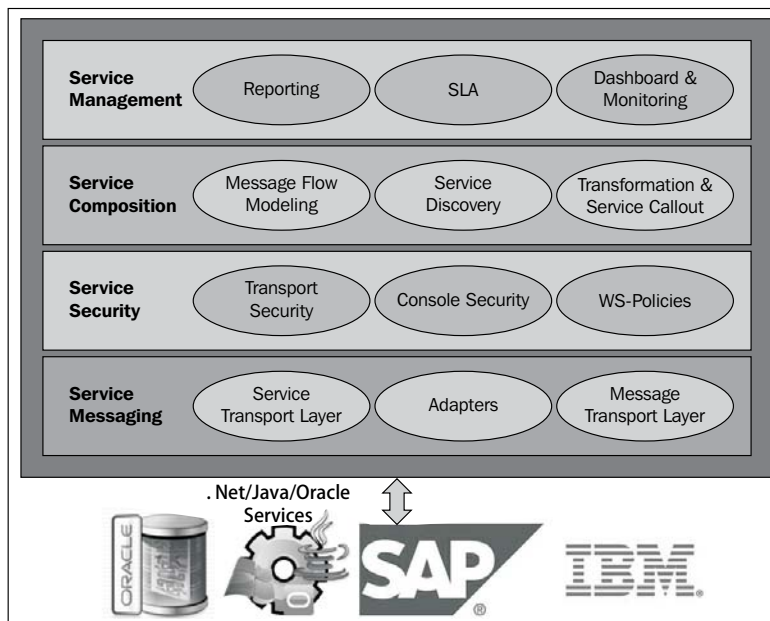 Service
Management
Reporting
SLA
Dashboard &
Monitoring
Service
Composition
Message Flow
Modeling
Service
Discovery
Transformation &
Service Callout
Service
Security
Transport
Security
Console Security
WS-Policies
Service
Messaging
Service
Transport Layer
Adapters
Message
Transport Layer
. Net/Java/Oracle
Services
ORACLE
SAP
®
IBM
®